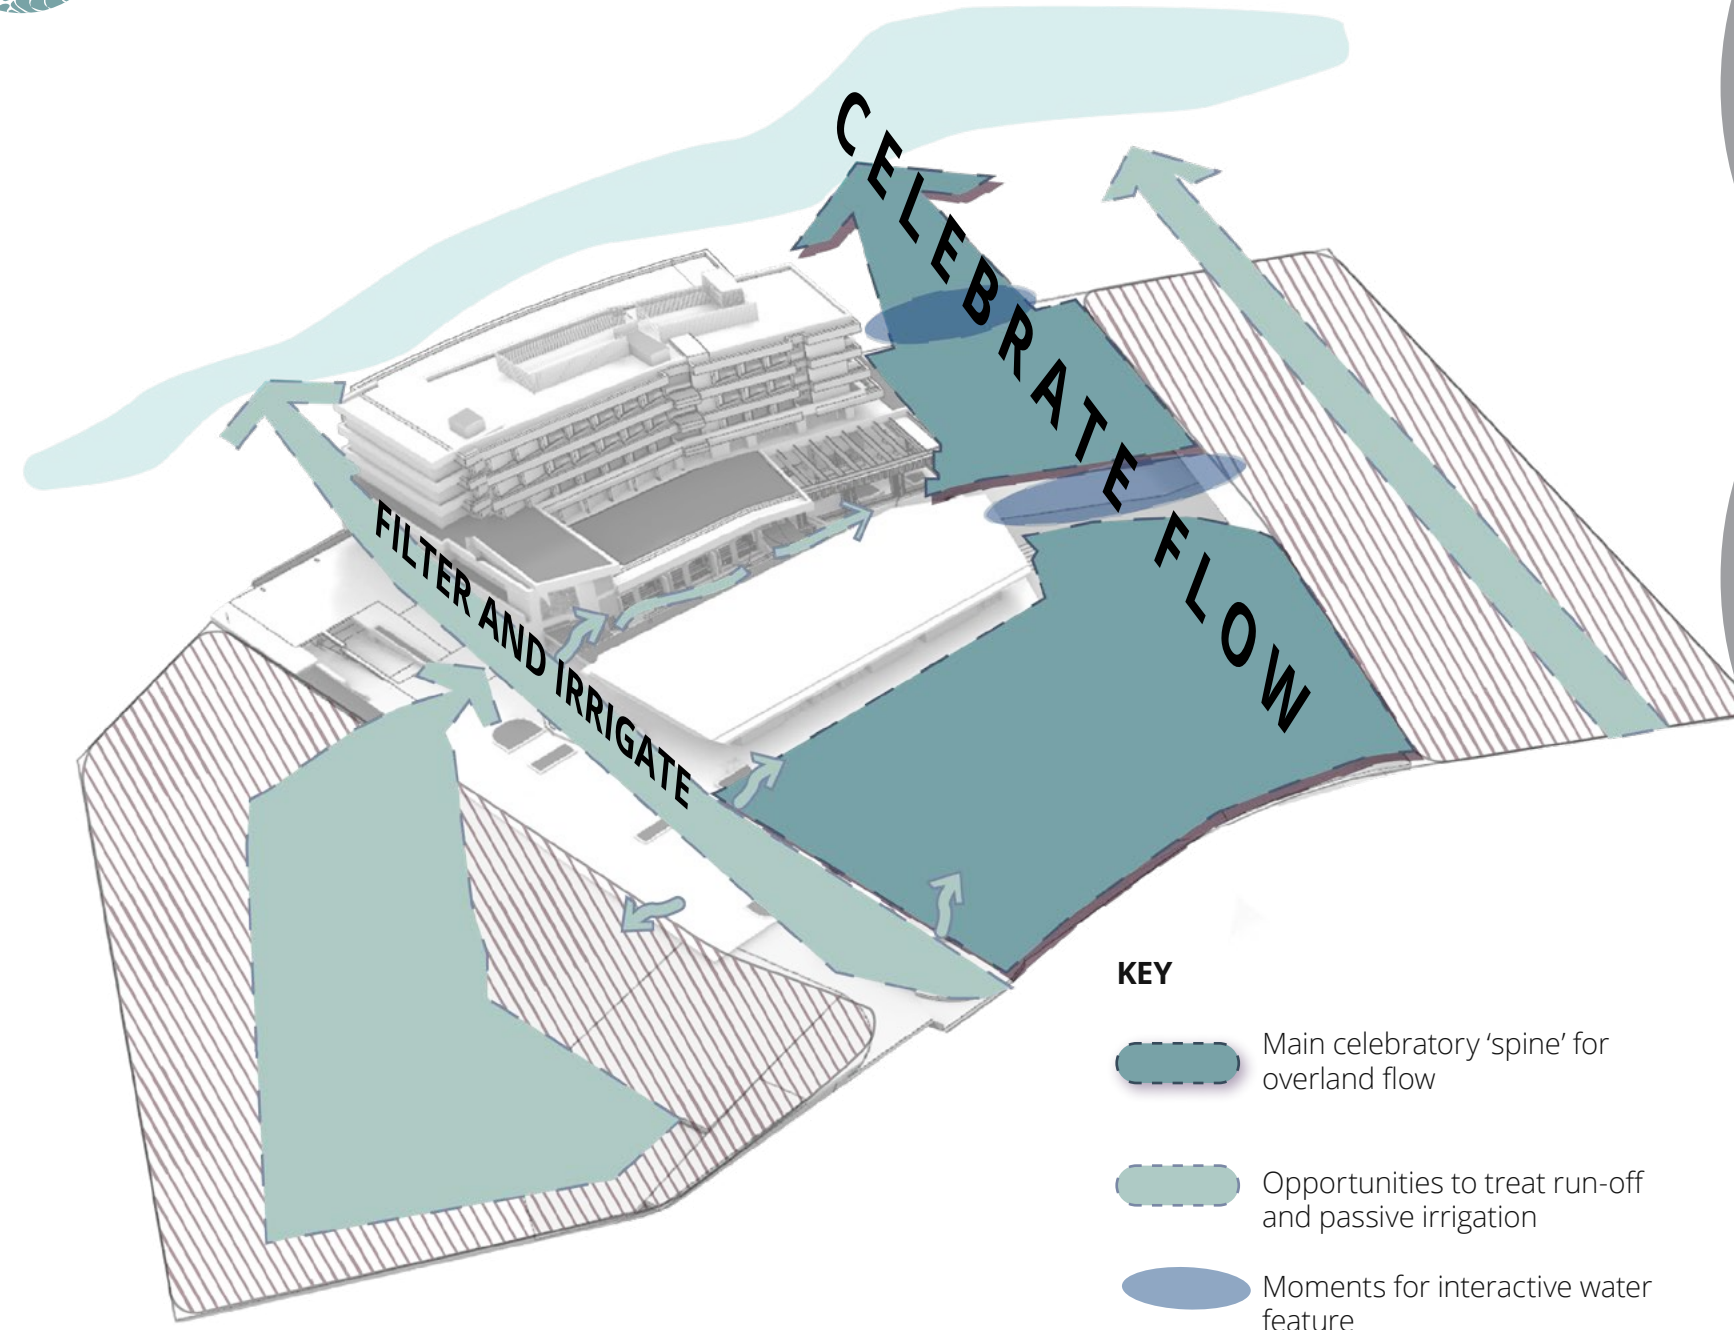 CELEBRATE FLOW
FILTER AND IRRIGATE
KEY
Main celebratory ‘spine’ for
overland flow
Opportunities to treat run-off
and passive irrigation
Moments for interactive water
feature